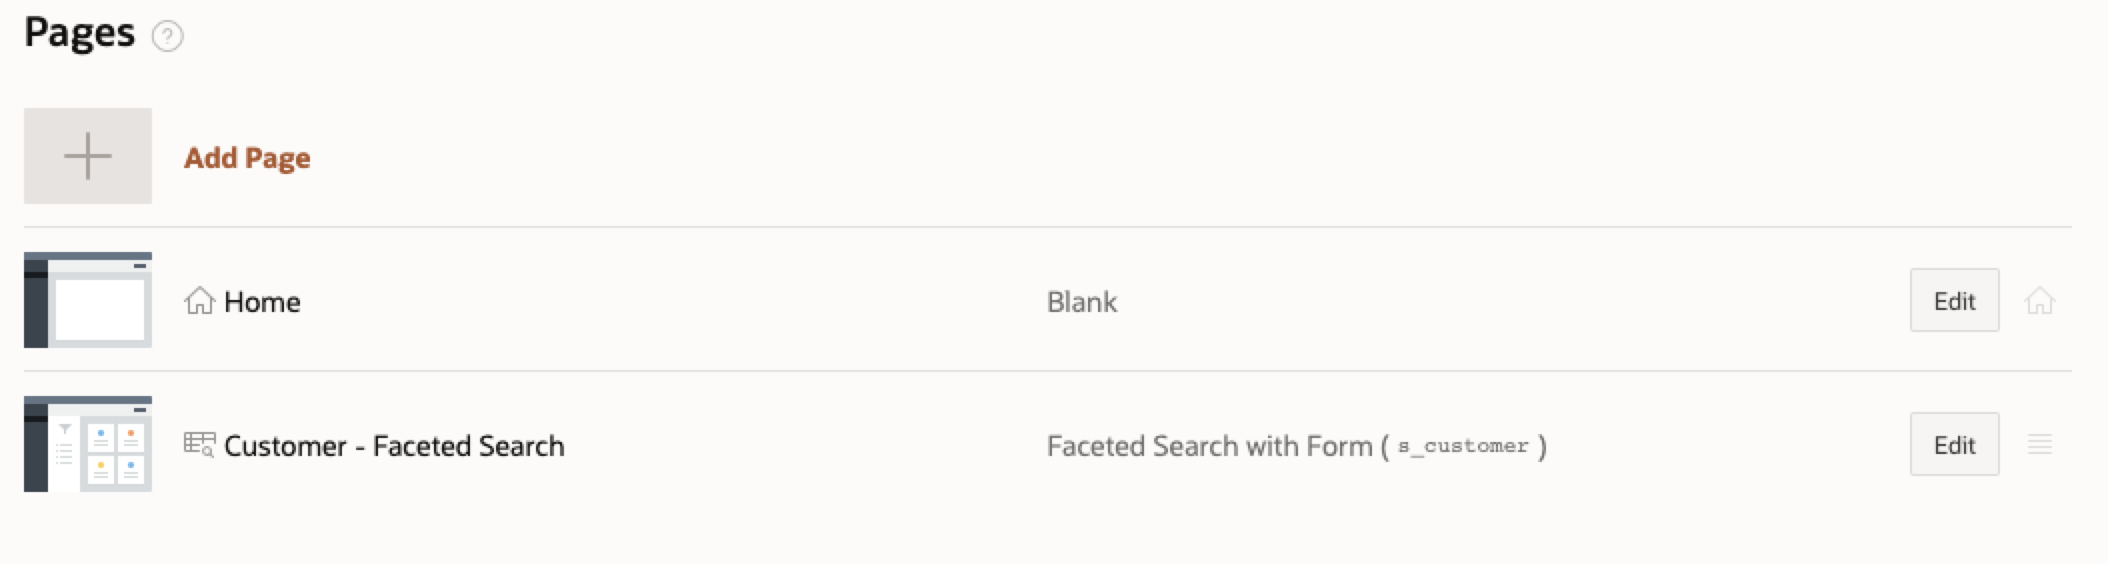 Pages ?
Add Page
Home Blank Edit
Customer - Faceted Search Faceted Search with Form ( s_customer ) Edit